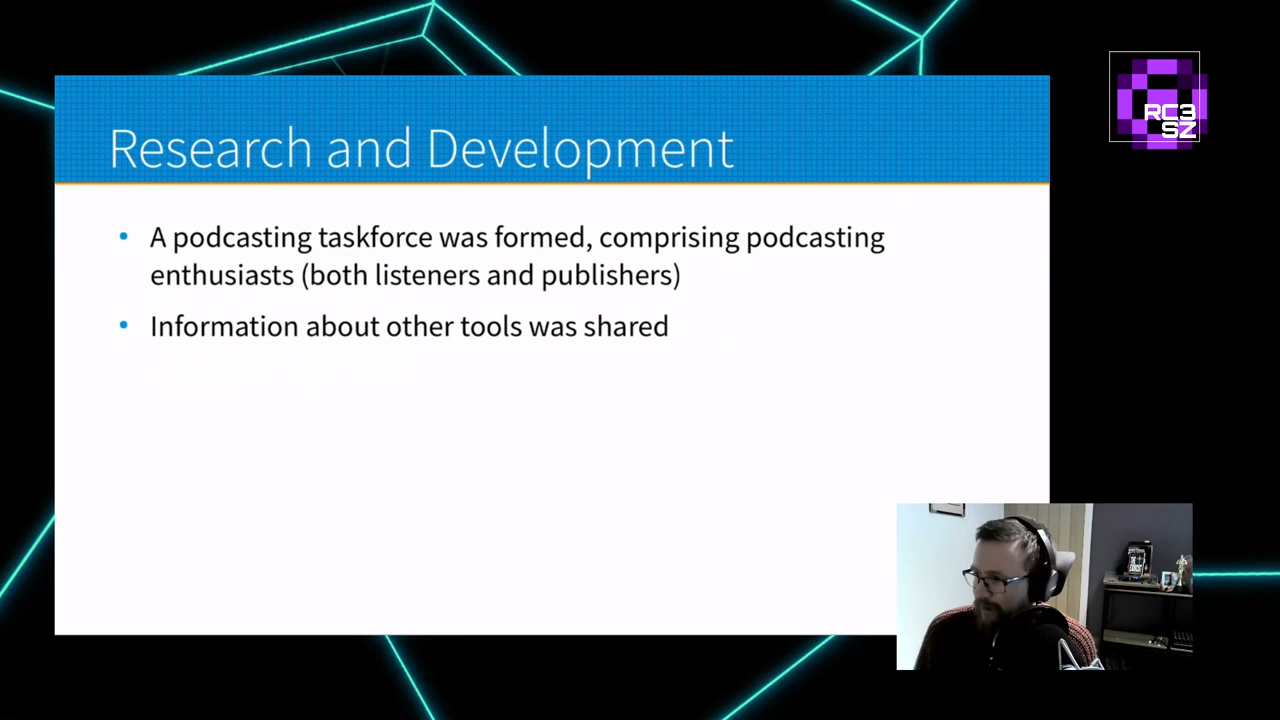 RC3
SZ
Research and Development
• A podcasting taskforce was formed, comprising podcasting
enthusiasts (both listeners and publishers)
• Information about other tools was shared